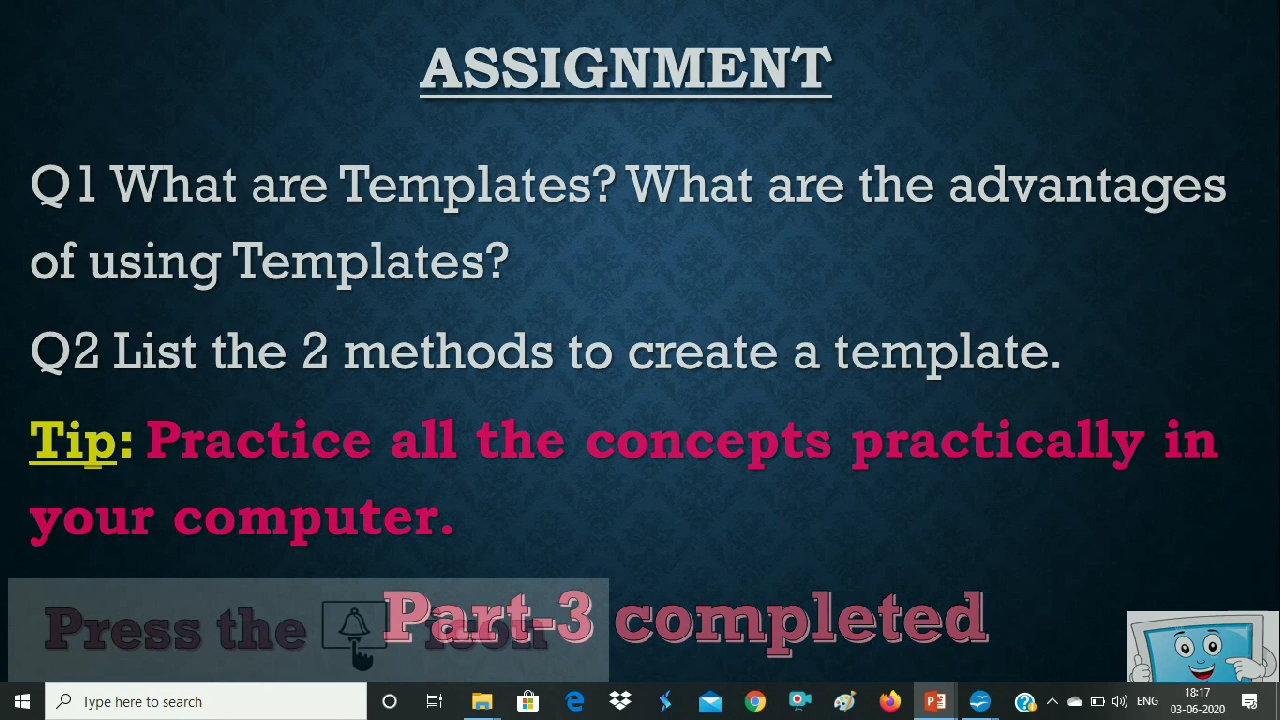 ASSIGNMENT
Q1 What are Templates? What are the advantages
of using Templates?
Q2 List the 2 methods to create a template.
Tip: Practice all the concepts practically in
your computer.
Press the icon
Part-3 completed
Type here to search
ENG
18:17
03-06-2020